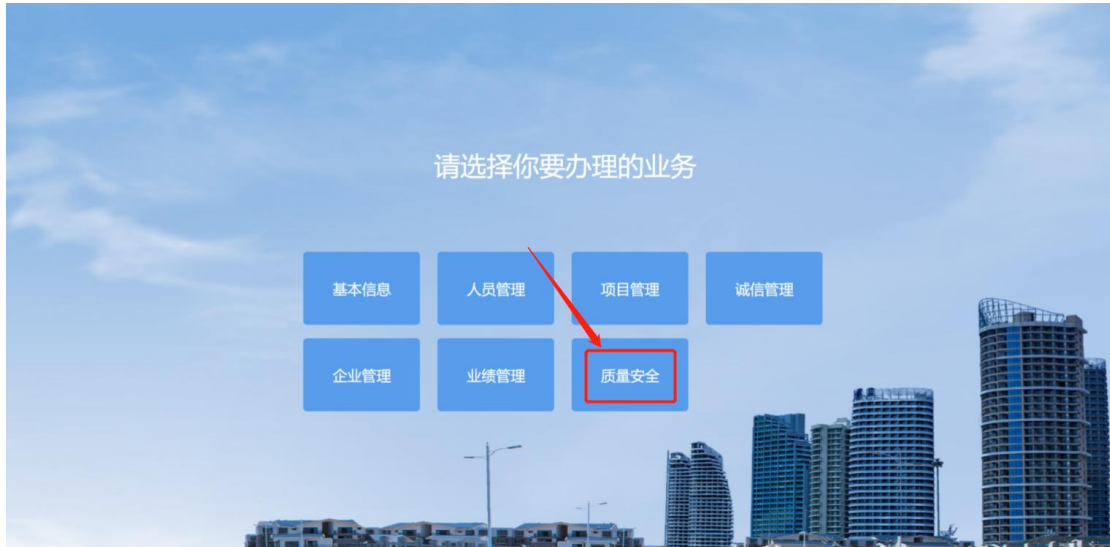 请选择你要办理的业务
基本信息 人员管理 项目管理 诚信管理
企业管理 业绩管理 质量安全